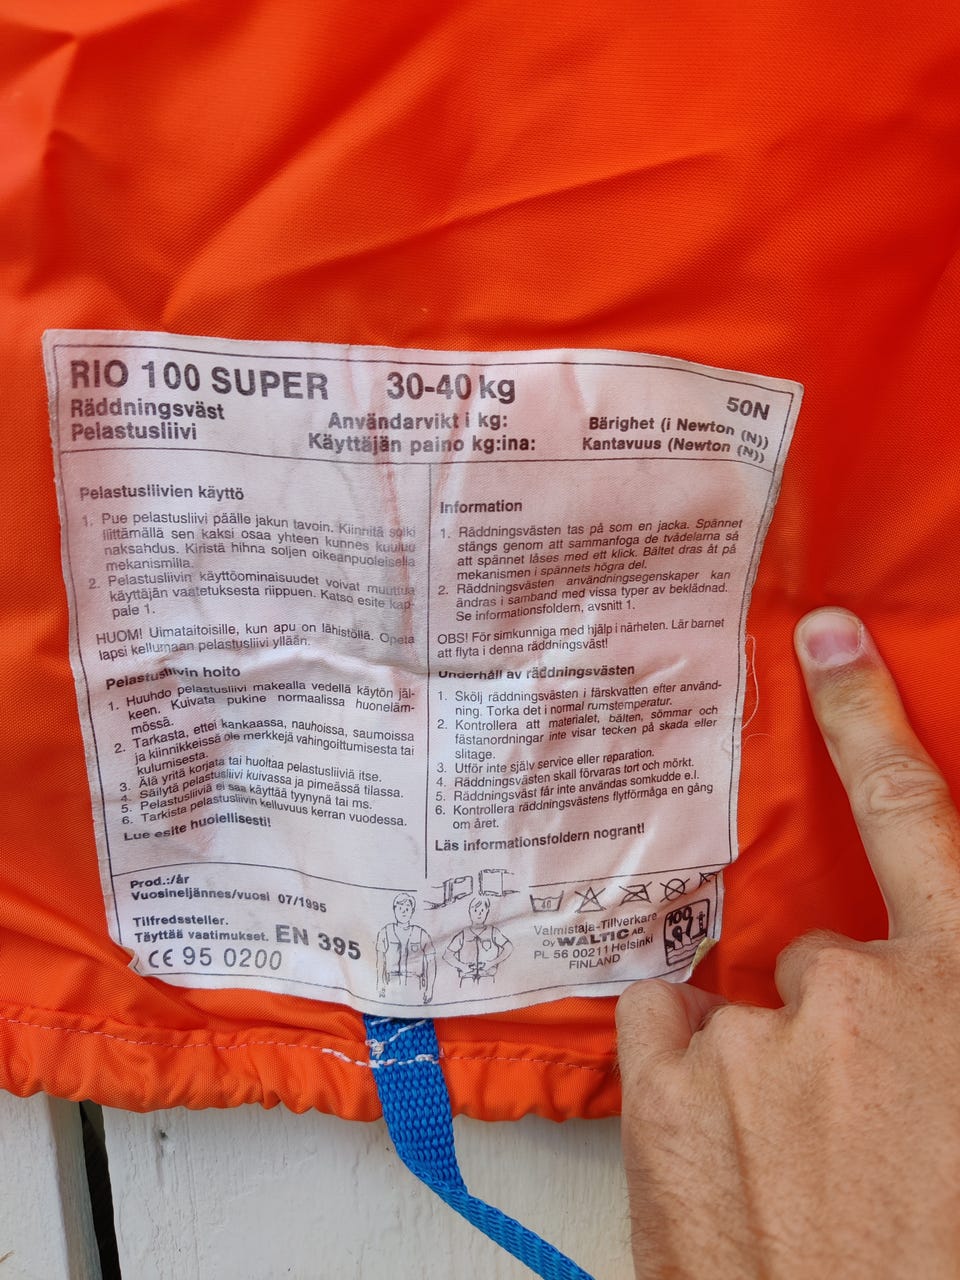 RIO 100 SUPER
Räddningsväst
Pelastusliivi
30-40 kg
Användarvikt i kg:
Käyttäjän paino kg:ina:
50N
Bärighet (i Newton (N))
Kantavuus (Newton (N))
Pelastusliivien käyttö
1. Pue pelastusliivi päälle jakun tavoin. Kiinnitä solki
liittämällä sen kaksi osaa yhteen kunnes kuuluu
naksahdus. Kiristä hihna soljen oikeanpuoleisella
mekanismilla.
2. Pelastusliivin käyttöominaisuudet voivat muuttua
käyttäjän vaatetuksesta riippuen. Katso esite kap-
pale 1.
HUOM! Uimataitoisille, kun apu on lähistöllä. Opeta
lapsi kellumaan pelastusliivi yllään.
Pelastusliivin hoito
1. Huuhdo pelastusliivi makealla vedellä käytön jäl-
keen. Kuivata pukine normaalissa huoneläm-
mössä.
2. Tarkasta, ettei kankaassa, nauhoissa, saumoissa
ja kiinnikkeissä ole merkkejä vahingoittumisesta tai
kulumisesta.
3. Älä yritä korjata tai huoltaa pelastusliiviä itse.
4. Säilytä pelastusliivi kuivassa ja pimeässä tilassa.
5. Pelastusliiviä ei saa käyttää tyynynä tai ms.
6. Tarkista pelastusliivin kelluvuus kerran vuodessa.
Lue esite huolellisesti!
Information
1. Räddningsvästen tas på som en jacka. Spännet
stängs genom att sammanfoga de tvådelarna så
att spännet låses med ett klick. Bältet dras åt på
mekanismen i spännets högra del.
2. Räddningsvästens användningsegenskaper kan
ändras i samband med vissa typer av beklädnad.
Se informationsfoldern, avsnitt 1.
OBS! För simkunniga med hjälp i närheten. Lär barnet
att flyta i denna räddningsväst!
Underhåll av räddningsvästen
1. Skölj räddningsvästen i färskvatten efter använd-
ning. Torka det i normal rumstemperatur.
2. Kontrollera att materialet, bälten, sömmar och
fästanordningar inte visar tecken på skada eller
slitage.
3. Utför inte själv service eller reparation.
4. Räddningsvästen skall förvaras tort och mörkt.
5. Räddningsväst får inte användas somkudde e.l.
6. Kontrollera räddningsvästens flytförmåga en gång
om året.
Läs informationsfoldern nogrant!
Prod.:/år
Vuosineljännes/vuosi 07/1995
Tilfredssteller.
Täyttää vaatimukset. EN 395
CE 95 0200
40
Valmistaja-Tillverkare
Oy WALTIC AB,
PL 56 00211 Helsinki
FINLAND
100